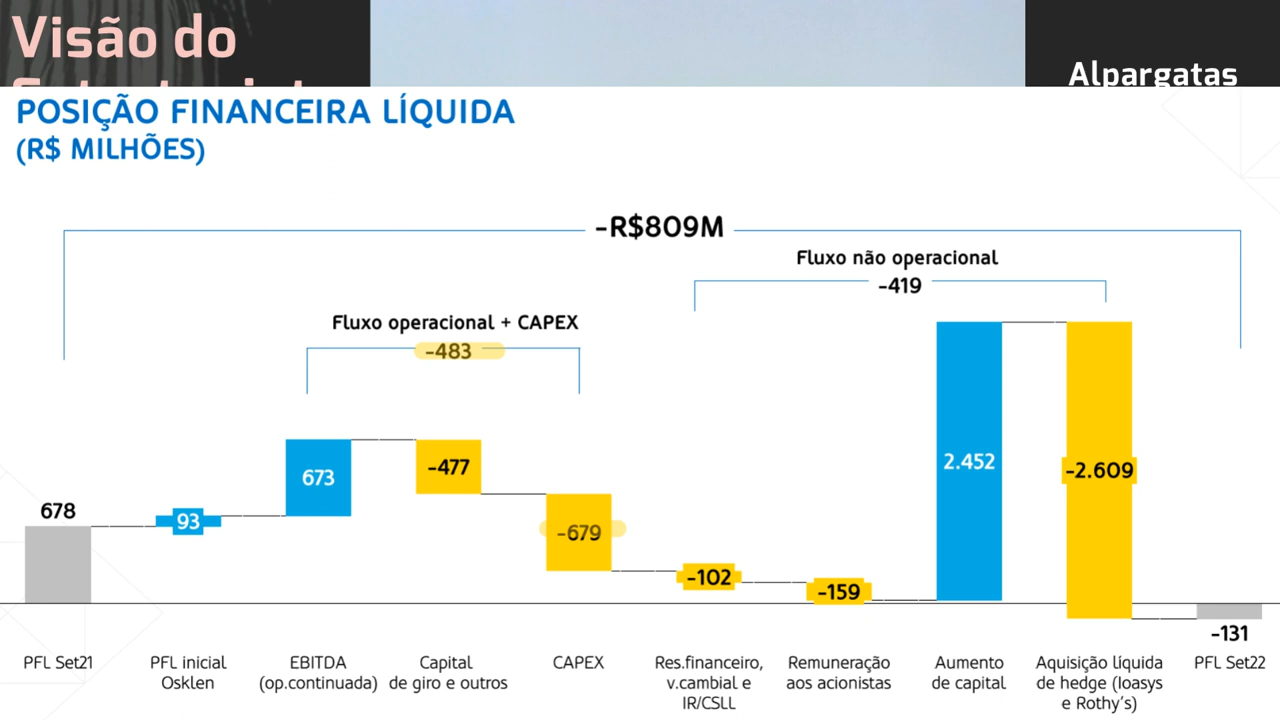 Visão do
Alpargatas
POSIÇÃO FINANCEIRA LÍQUIDA
(R$ MILHÕES)
-R$809M
Fluxo não operacional
-419
Fluxo operacional + CAPEX
-483
678
93
673
-477
-679
-102
-159
2.452
-2.609
-131
PFL Set21
PFL inicial
Osklen
EBITDA
(op.continuada)
Capital
de giro e outros
CAPEX
Res.financeiro,
v.cambial e
IR/CSLL
Remuneração
aos acionistas
Aumento
de capital
Aquisição líquida
de hedge (Ioasys
e Rothy's)
PFL Set22